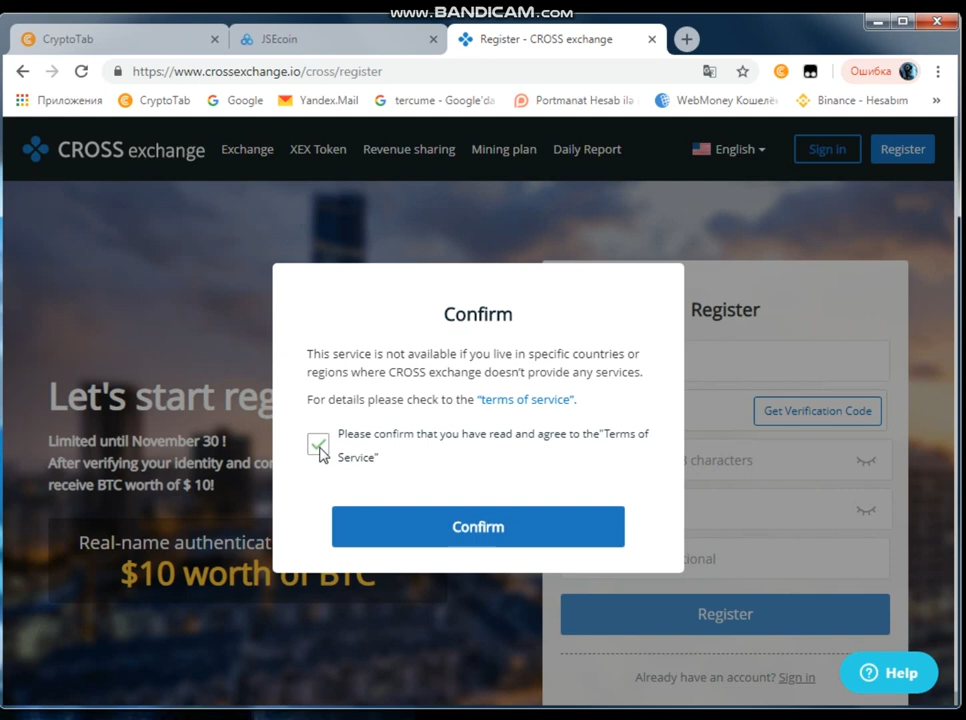 www.BANDICAM.com
CryptoTab
JSEcoin
Register - CROSS exchange
https://www.crossexchange.io/cross/register
Ошибка
Приложения
CryptoTab
Google
Yandex.Mail
tercume - Google'da
Portmanat Hesab ilə
WebMoney Кошелё
Binance - Hesabım
»
CROSS exchange
Exchange
XEX Token
Revenue sharing
Mining plan
Daily Report
English
Sign in
Register
Confirm
This service is not available if you live in specific countries or
regions where CROSS exchange doesn't provide any services.
For details please check to the "terms of service".
Please confirm that you have read and agree to the"Terms of
Service"
Confirm
Let's start reg
Limited until November 30 !
After verifying your identity and con
receive BTC worth of $ 10!
Real-name authenticat
$10 worth of BTC
Register
Get Verification Code
characters
Register
Already have an account? Sign in
Help